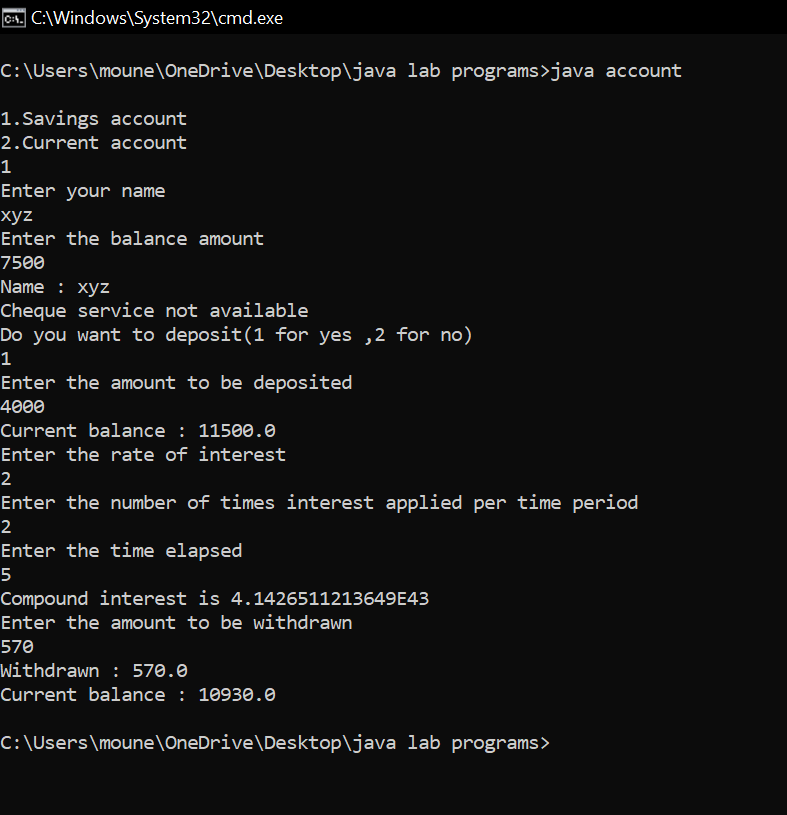 C:\Windows\System32\cmd.exe
C:\Users\moune\OneDrive\Desktop\java lab programs>java account
1.Savings account
2.Current account
1
Enter your name
xyz
Enter the balance amount
7500
Name : xyz
Cheque service not available
Do you want to deposit(1 for yes ,2 for no)
1
Enter the amount to be deposited
4000
Current balance : 11500.0
Enter the rate of interest
2
Enter the number of times interest applied per time period
2
Enter the time elapsed
5
Compound interest is 4.1426511213649E43
Enter the amount to be withdrawn
570
Withdrawn : 570.0
Current balance : 10930.0
C:\Users\moune\OneDrive\Desktop\java lab programs>